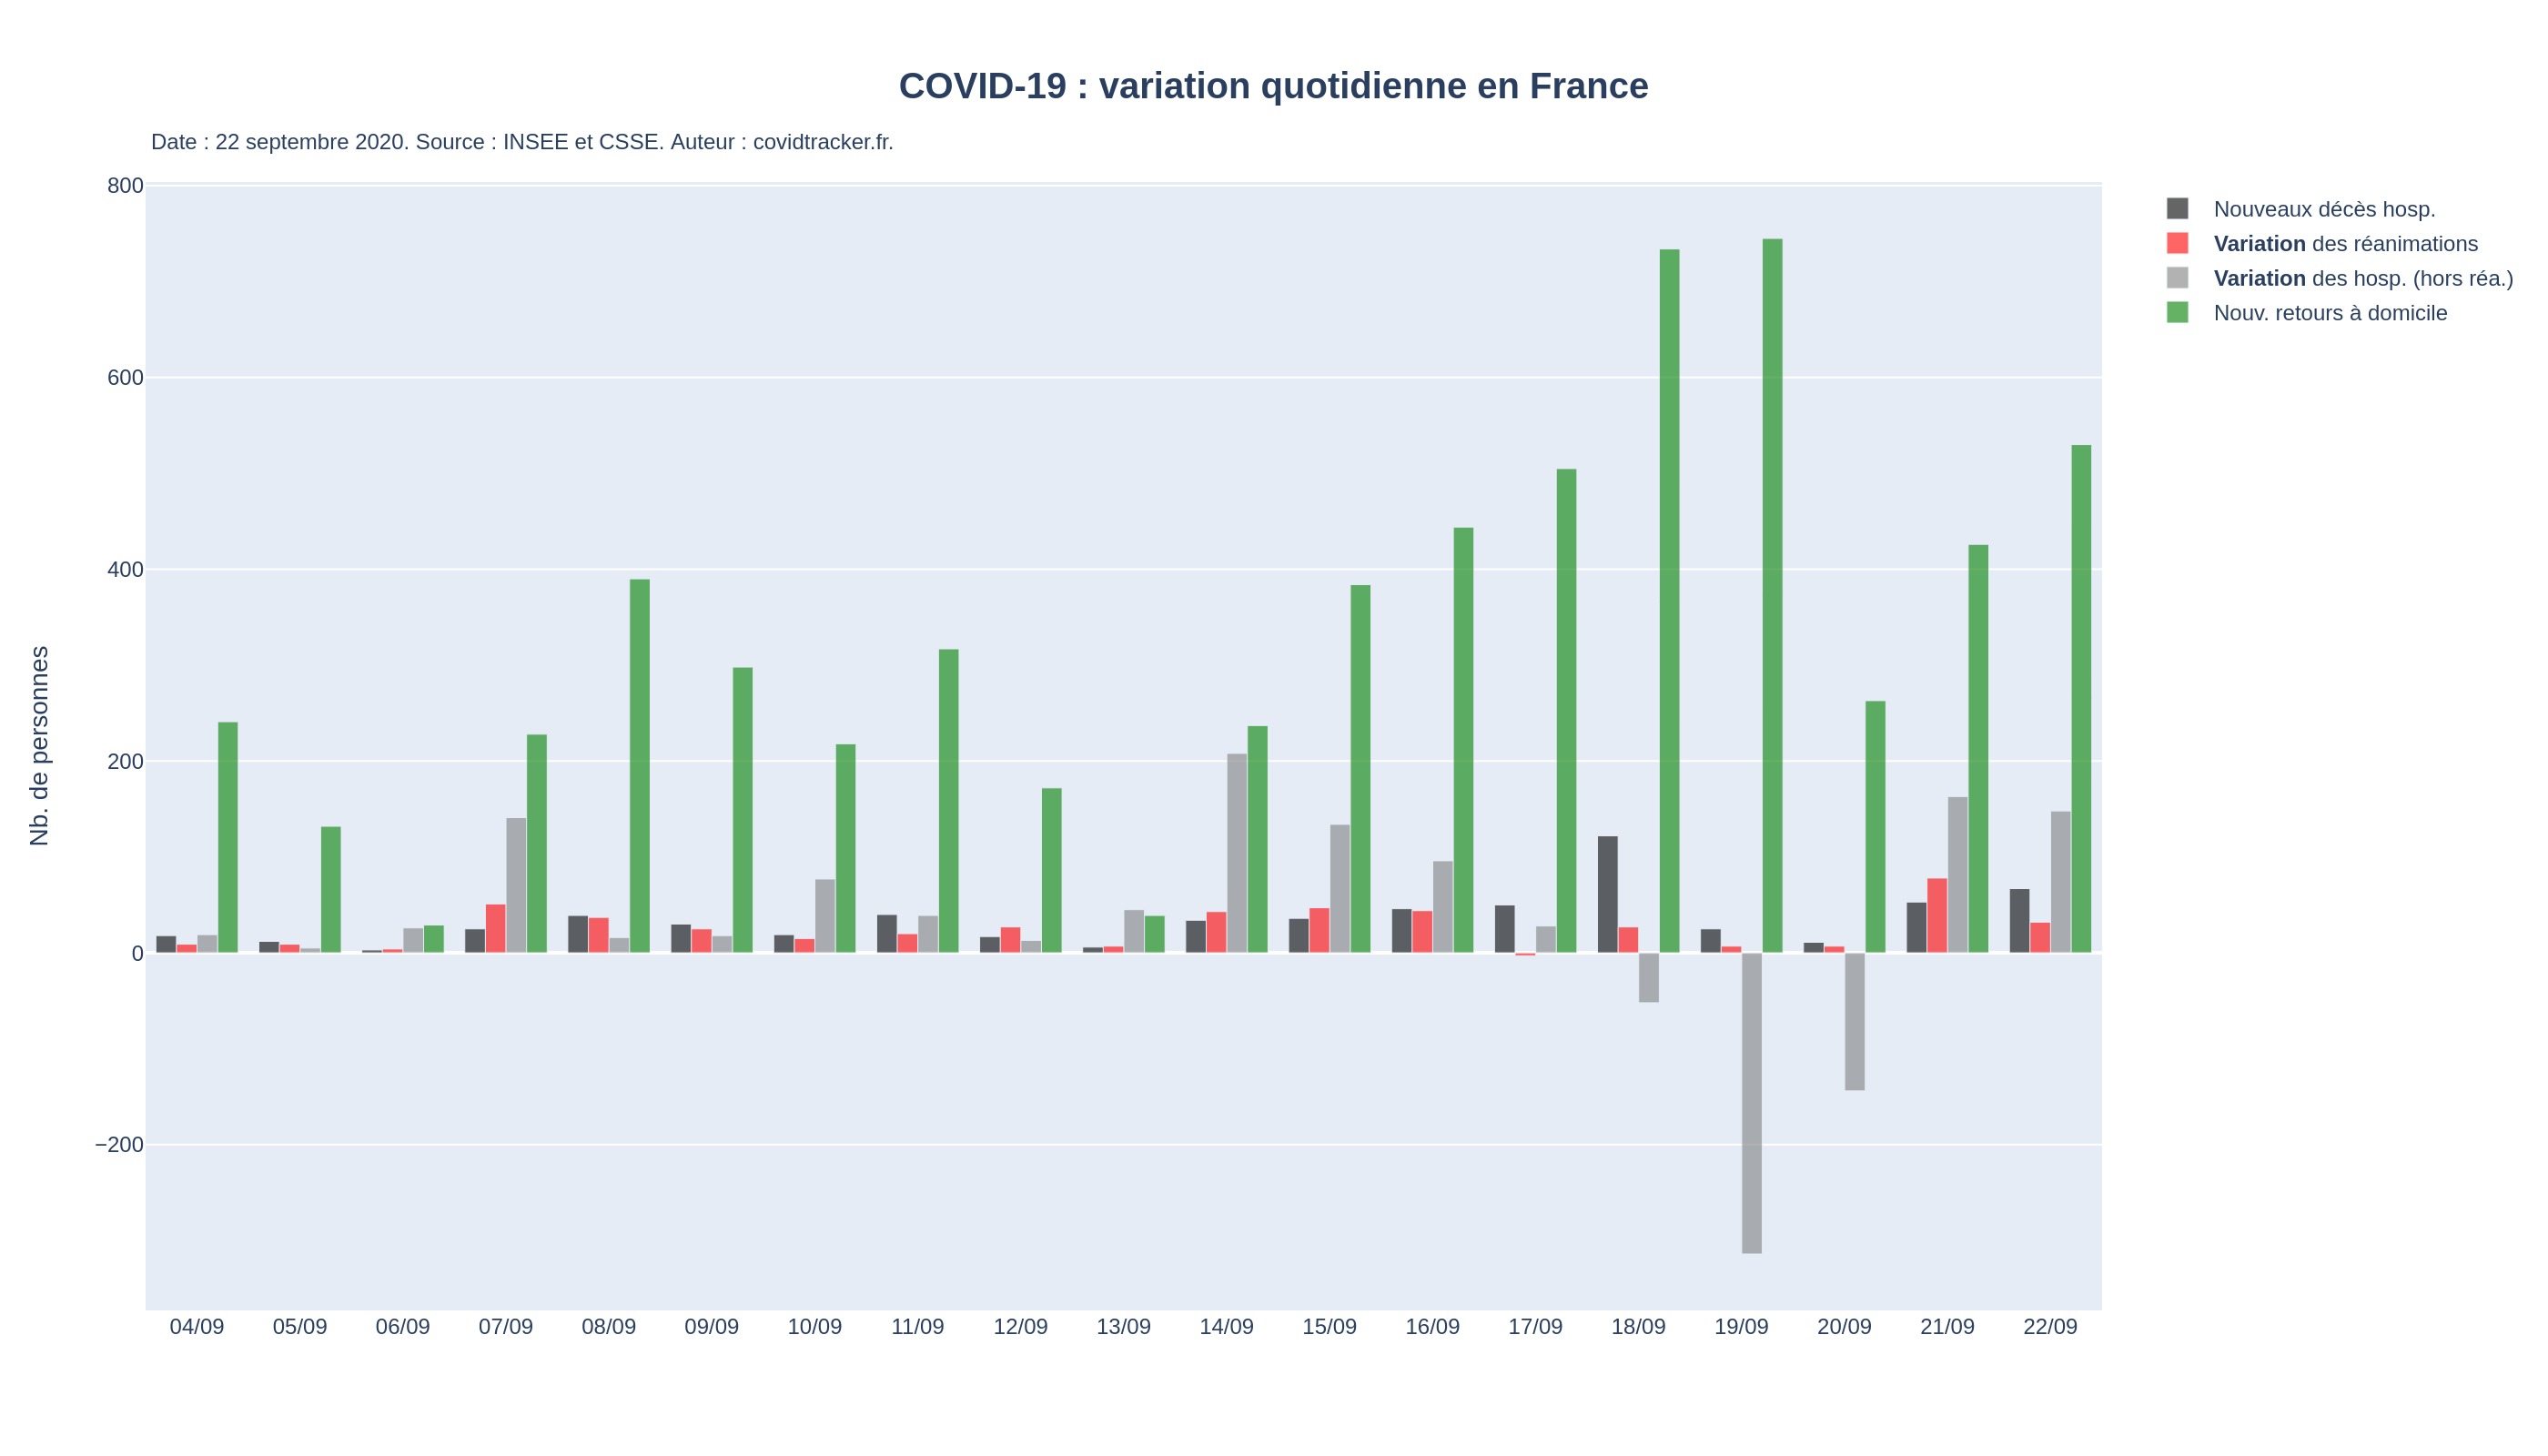 COVID-19 : variation quotidienne en France
Date : 22 septembre 2020. Source : INSEE et CSSE. Auteur : covidtracker.fr.
Nb. de personnes
800
600
400
200
0
−200
04/09 05/09 06/09 07/09 08/09 09/09 10/09 11/09 12/09 13/09 14/09 15/09 16/09 17/09 18/09 19/09 20/09 21/09 22/09
Nouveaux décès hosp.
Variation des réanimations
Variation des hosp. (hors réa.)
Nouv. retours à domicile